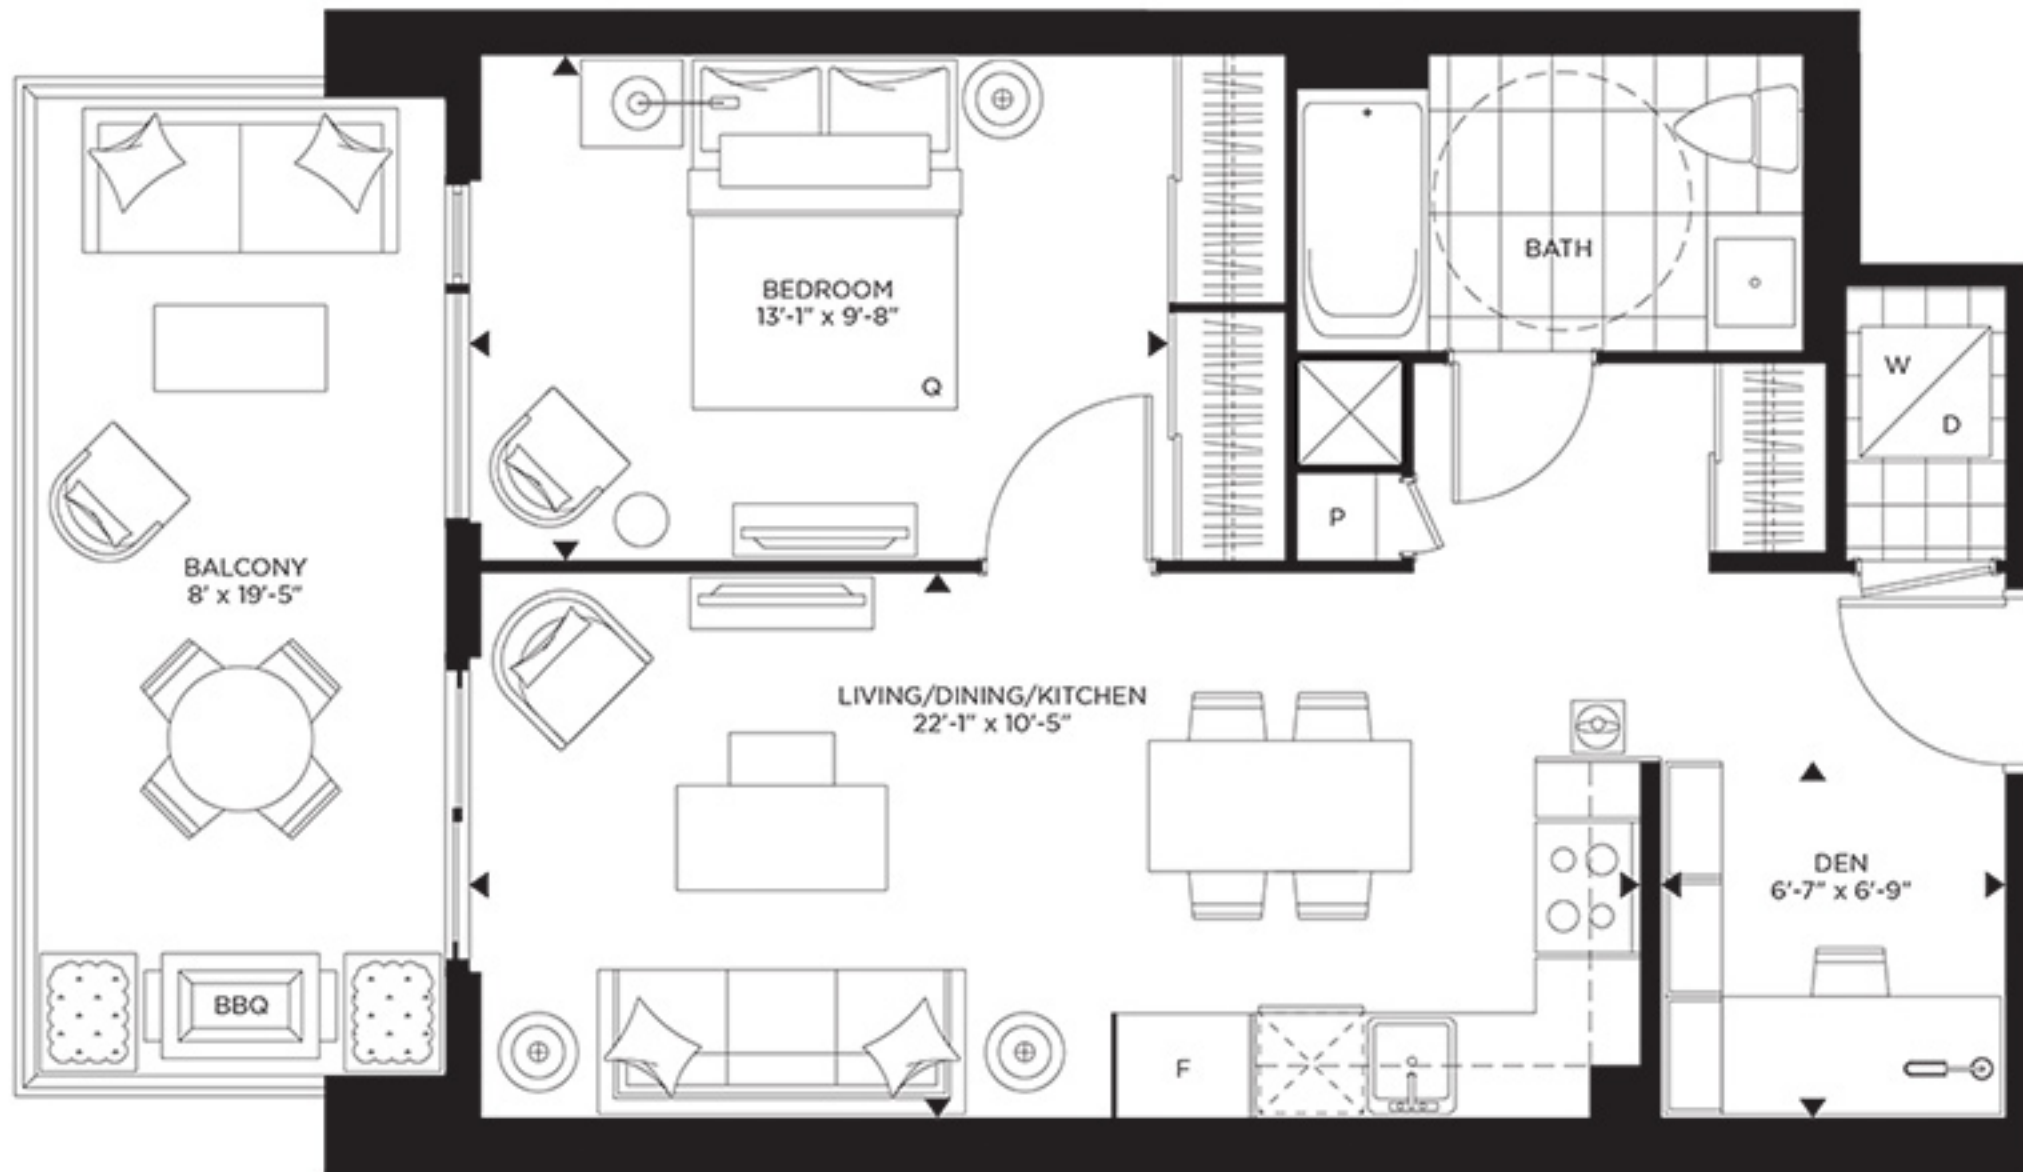 BATH
BEDROOM
13'-1" x 9'-8"
Q
W
D
P
BALCONY
8' x 19'-5"
LIVING/DINING/KITCHEN
22'-1" x 10'-5"
DEN
6'-7" x 6'-9"
BBQ
F